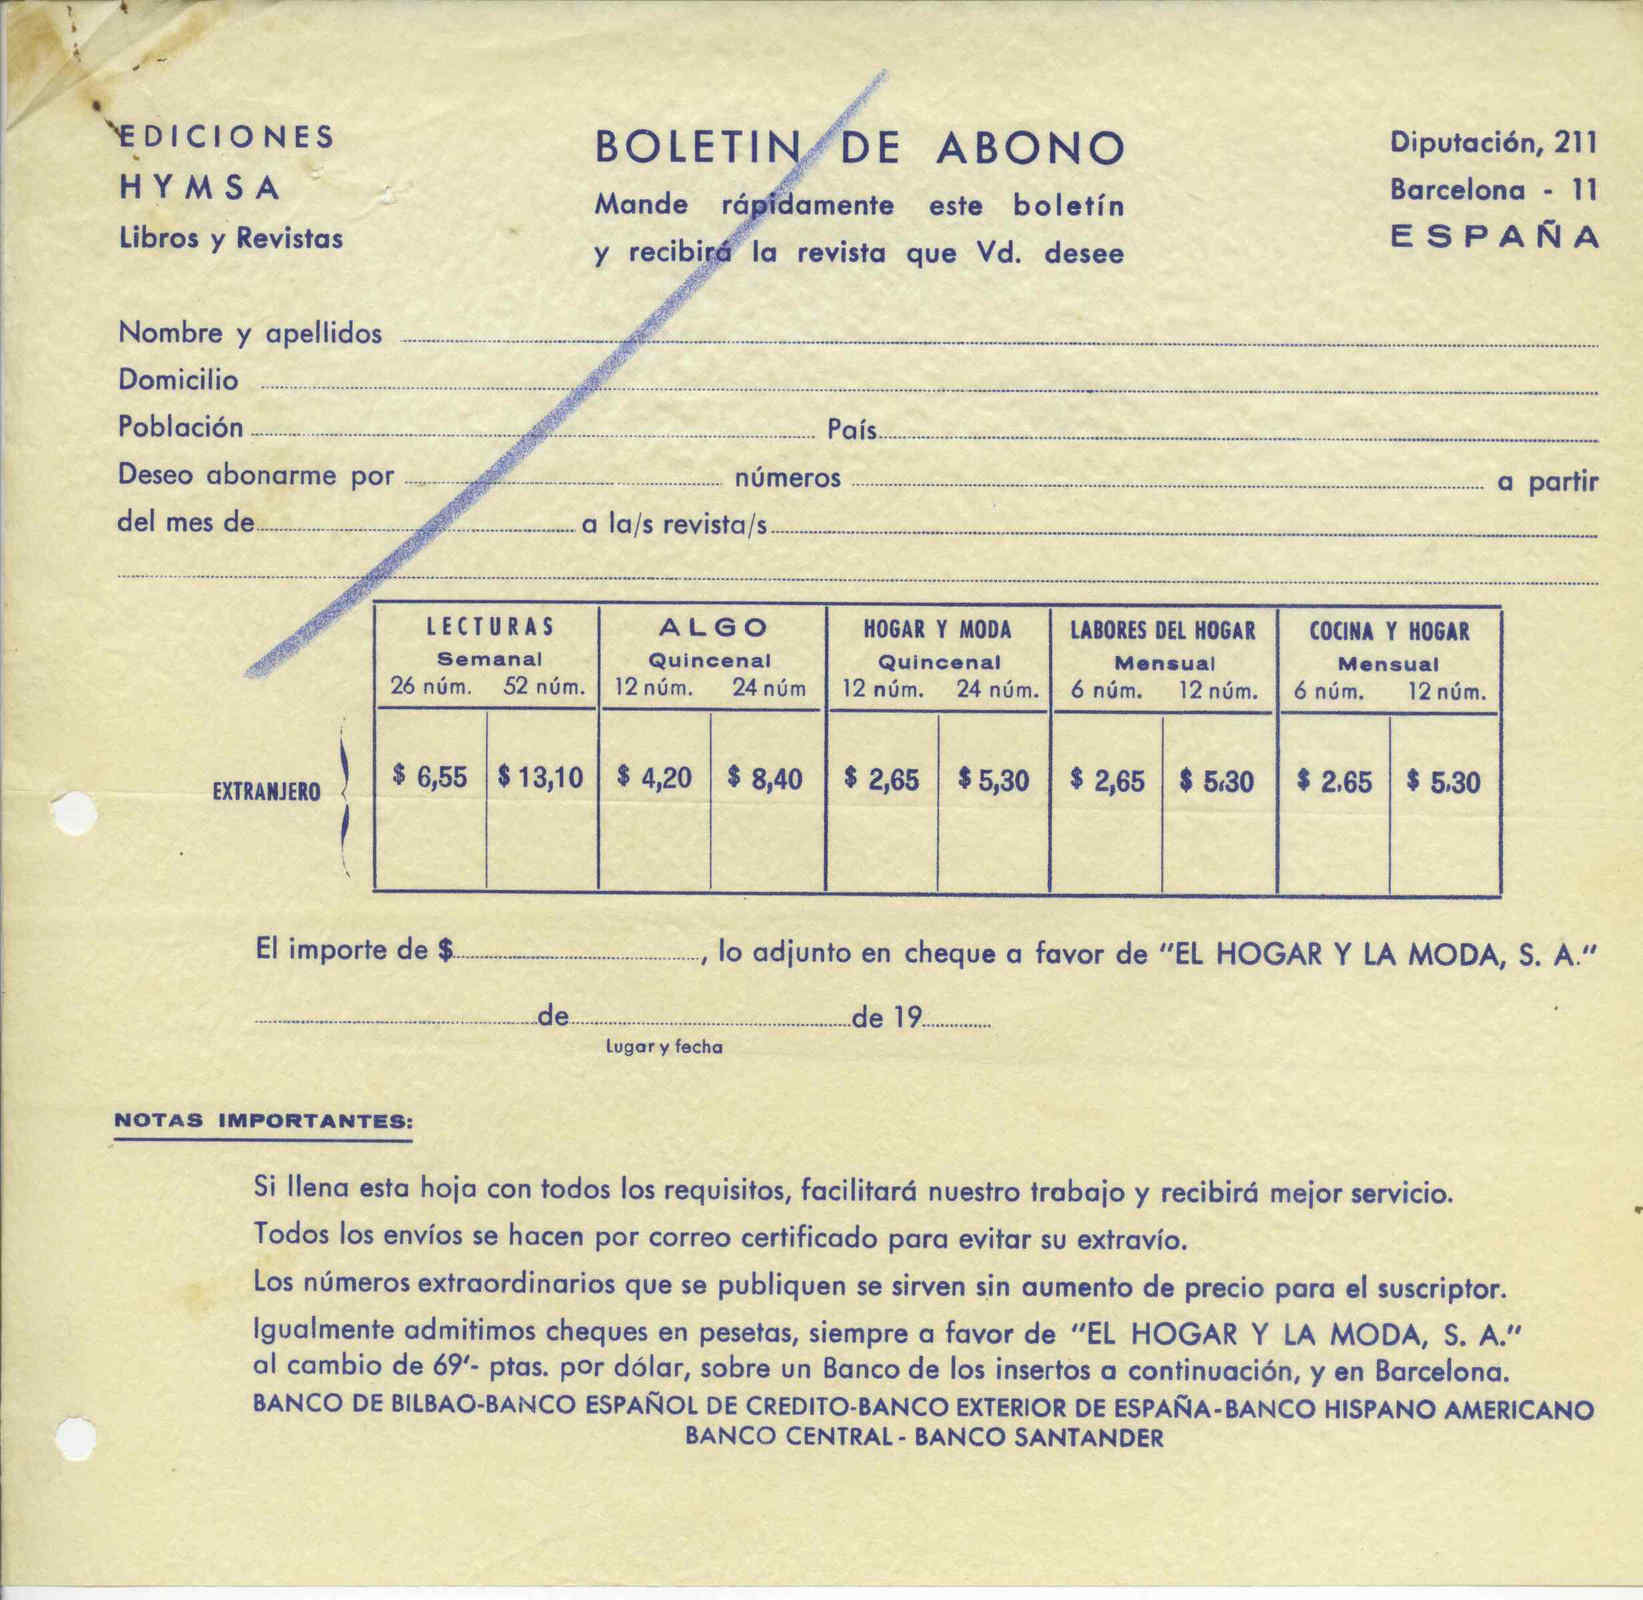 EDICIONES
HYMSA
Libros y Revistas
BOLETIN DE ABONO
Mande rápidamente este boletín
y recibirá la revista que Vd. desee
Diputación, 211
Barcelona - 11
ESPAÑA
Nombre y apellidos
Domicilio
Población País
Deseo abonarme por números a partir
del mes de a la/s revista/s
LECTURAS ALGO HOGAR Y MODA LABORES DEL HOGAR COCINA Y HOGAR
Semanal Quincenal Quincenal Mensual Mensual
26 núm. 52 núm. 12 núm. 24 núm 12 núm. 24 núm. 6 núm. 12 núm. 6 núm. 12 núm.
EXTRANJERO $ 6,55 $ 13,10 $ 4,20 $ 8,40 $ 2,65 $ 5,30 $ 2,65 $ 5,30 $ 2,65 $ 5,30
El importe de $ , lo adjunto en cheque a favor de "EL HOGAR Y LA MODA, S. A."
de de 19
Lugar y fecha
NOTAS IMPORTANTES:
Si llena esta hoja con todos los requisitos, facilitará nuestro trabajo y recibirá mejor servicio.
Todos los envíos se hacen por correo certificado para evitar su extravío.
Los números extraordinarios que se publiquen se sirven sin aumento de precio para el suscriptor.
Igualmente admitimos cheques en pesetas, siempre a favor de "EL HOGAR Y LA MODA, S. A."
al cambio de 69'- ptas. por dólar, sobre un Banco de los insertos a continuación, y en Barcelona.
BANCO DE BILBAO-BANCO ESPAÑOL DE CREDITO-BANCO EXTERIOR DE ESPAÑA-BANCO HISPANO AMERICANO
BANCO CENTRAL - BANCO SANTANDER